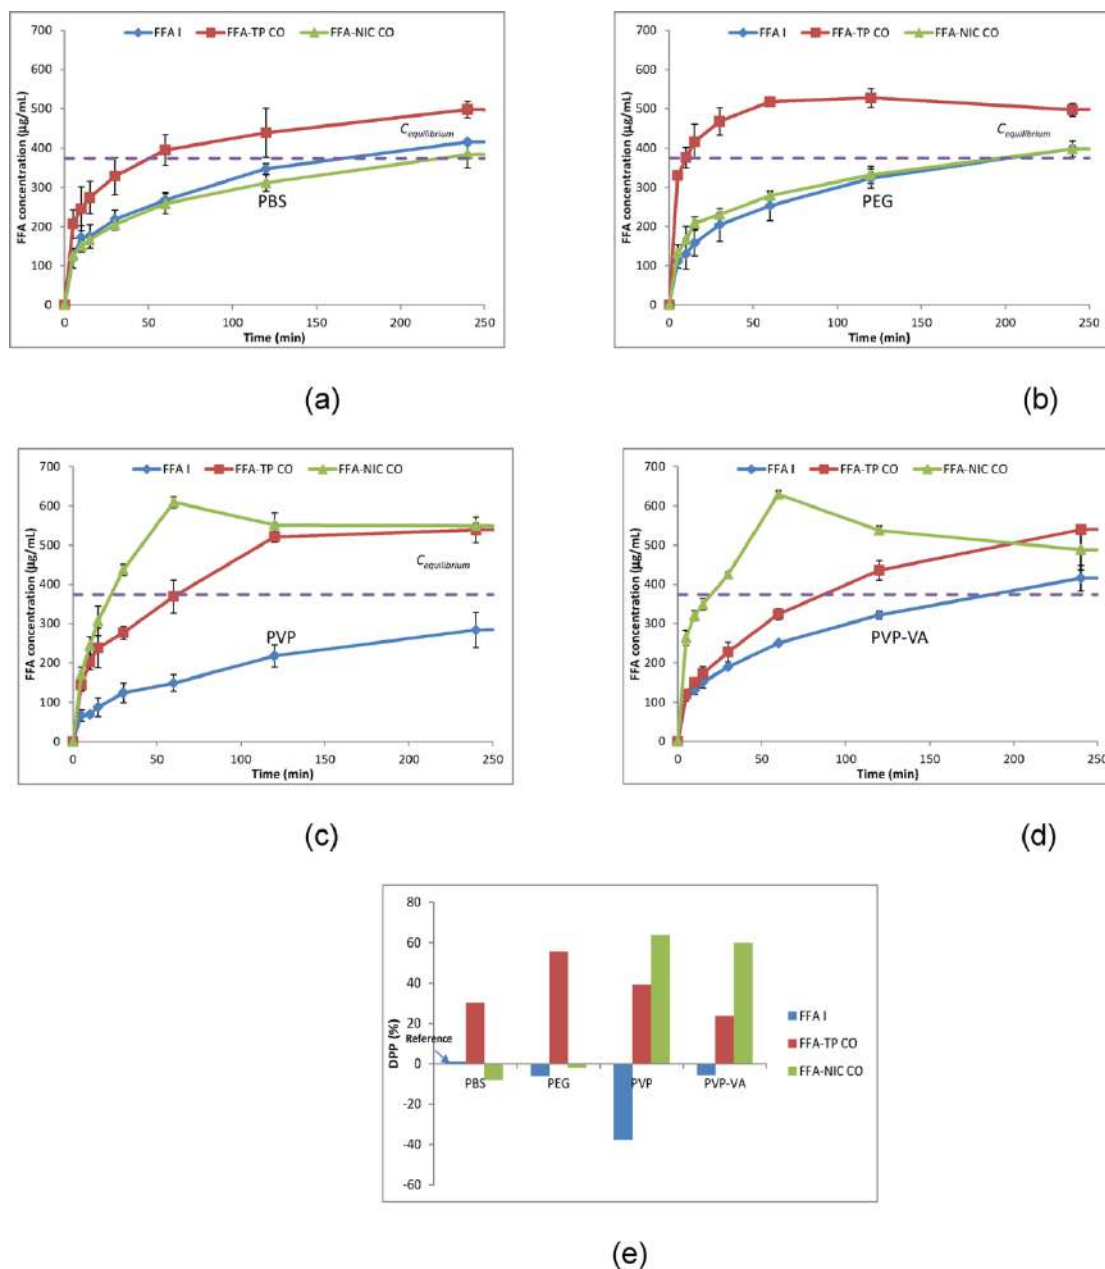 FFA I FFA-TP CO FFA-NIC CO
700
600
500
400
300
200
100
0
FFA concentration (µg/mL)
Cequilibrium
PBS
0 50 100 150 200 250
Time (min)
(a)
FFA I FFA-TP CO FFA-NIC CO
700
600
500
400
300
200
100
0
FFA concentration (µg/mL)
Cequilibrium
PEG
0 50 100 150 200 250
Time (min)
(b)
FFA I FFA-TP CO FFA-NIC CO
700
600
500
400
300
200
100
0
FFA concentration (µg/mL)
Cequilibrium
PVP
0 50 100 150 200 250
Time (min)
(c)
FFA I FFA-TP CO FFA-NIC CO
700
600
500
400
300
200
100
0
FFA concentration (µg/mL)
PVP-VA
0 50 100 150 200 250
Time (min)
(d)
80
60
40
20
0
-20
-40
-60
DPP (%)
Reference
PBS PEG PVP PVP-VA
FFA I
FFA-TP CO
FFA-NIC CO
(e)